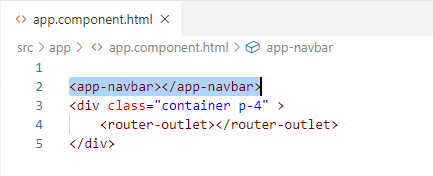 app.component.html
src > app > app.component.html > app-navbar
1
2 <app-navbar></app-navbar>
3 <div class="container p-4" >
4 <router-outlet></router-outlet>
5 </div>